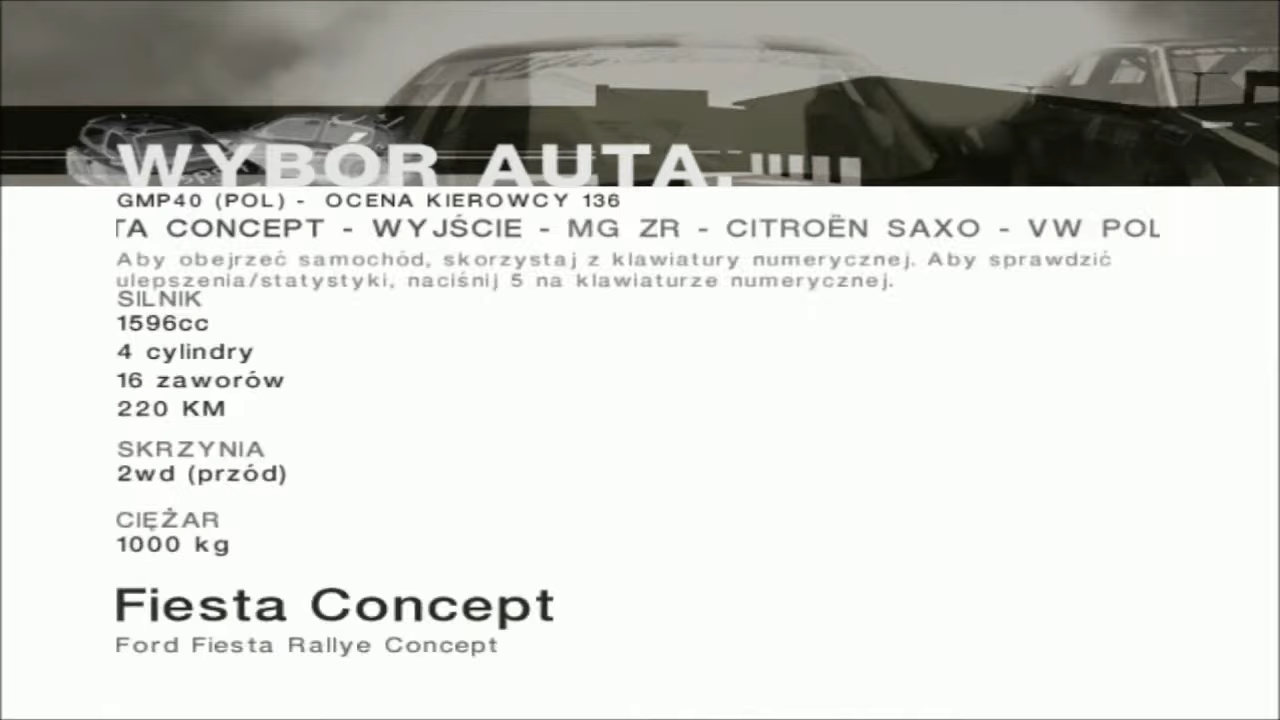 WYBÓR AUTA.
GMP40 (POL) - OCENA KIEROWCY 136
TA CONCEPT - WYJŚCIE - MG ZR - CITROËN SAXO - VW POL
Aby obejrzeć samochód, skorzystaj z klawiatury numerycznej. Aby sprawdzić
ulepszenia/statystyki, naciśnij 5 na klawiaturze numerycznej.
SILNIK
1596cc
4 cylindry
16 zaworów
220 KM
SKRZYNIA
2wd (przód)
CIĘŻAR
1000 kg
Fiesta Concept
Ford Fiesta Rallye Concept